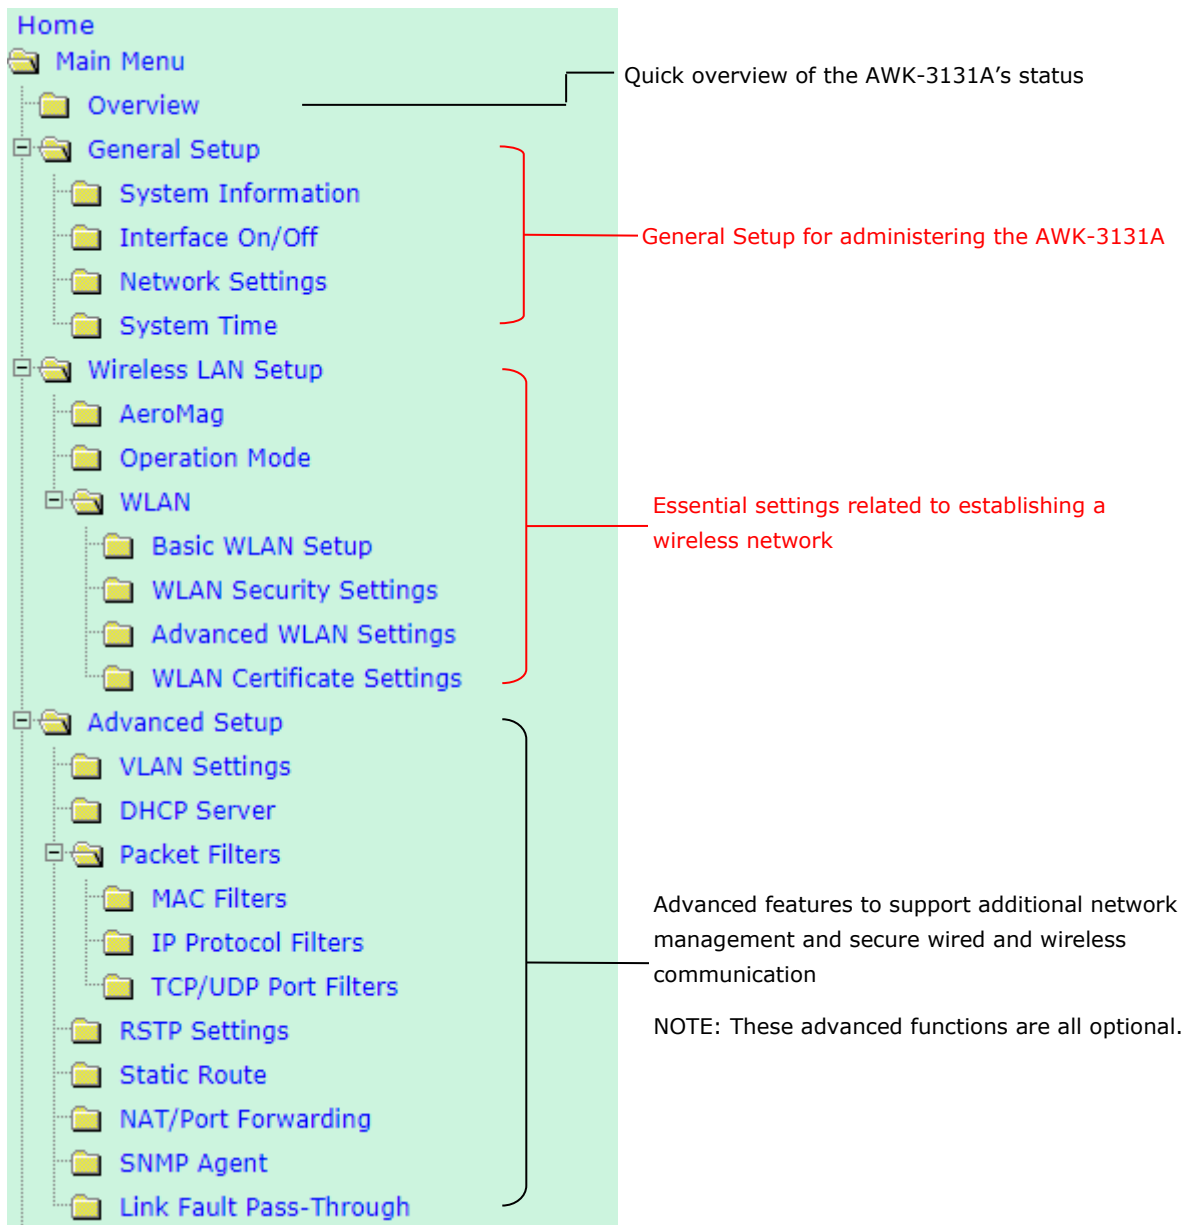 Home
Main Menu
Overview
Quick overview of the AWK-3131A’s status
General Setup
System Information
Interface On/Off
Network Settings
System Time
General Setup for administering the AWK-3131A
Wireless LAN Setup
AeroMag
Operation Mode
WLAN
Basic WLAN Setup
WLAN Security Settings
Advanced WLAN Settings
WLAN Certificate Settings
Essential settings related to establishing a
wireless network
Advanced Setup
VLAN Settings
DHCP Server
Packet Filters
MAC Filters
IP Protocol Filters
TCP/UDP Port Filters
RSTP Settings
Static Route
NAT/Port Forwarding
SNMP Agent
Link Fault Pass-Through
Advanced features to support additional network
management and secure wired and wireless
communication
NOTE: These advanced functions are all optional.